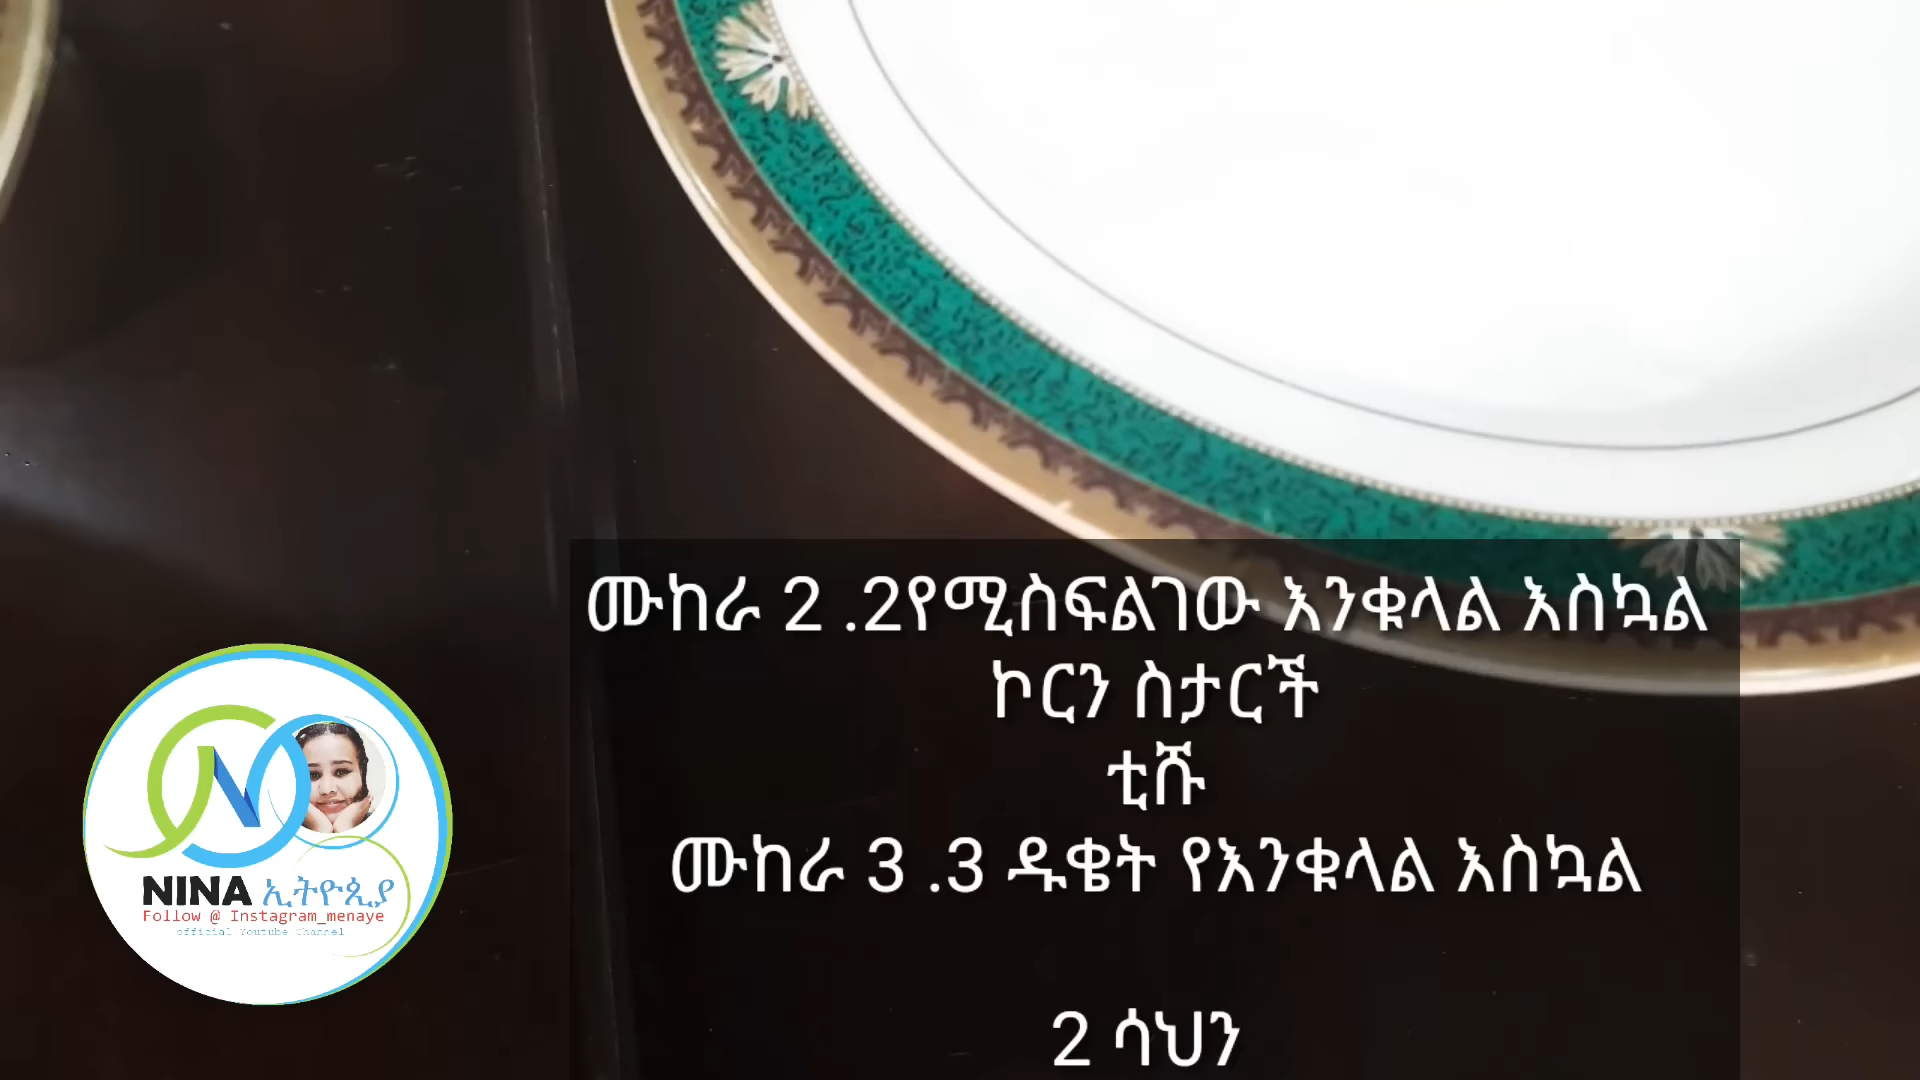 ሙከራ 2 .2የሚስፍልገው እንቁላል እስኳል
ኮርን ስታርች
ቲሹ
ሙከራ 3 .3 ዱቄት የእንቁላል እስኳል
2 ሳህን
NINA ኢትዮጲያ
Follow @ Instagram_menaye
official Youtube Channel